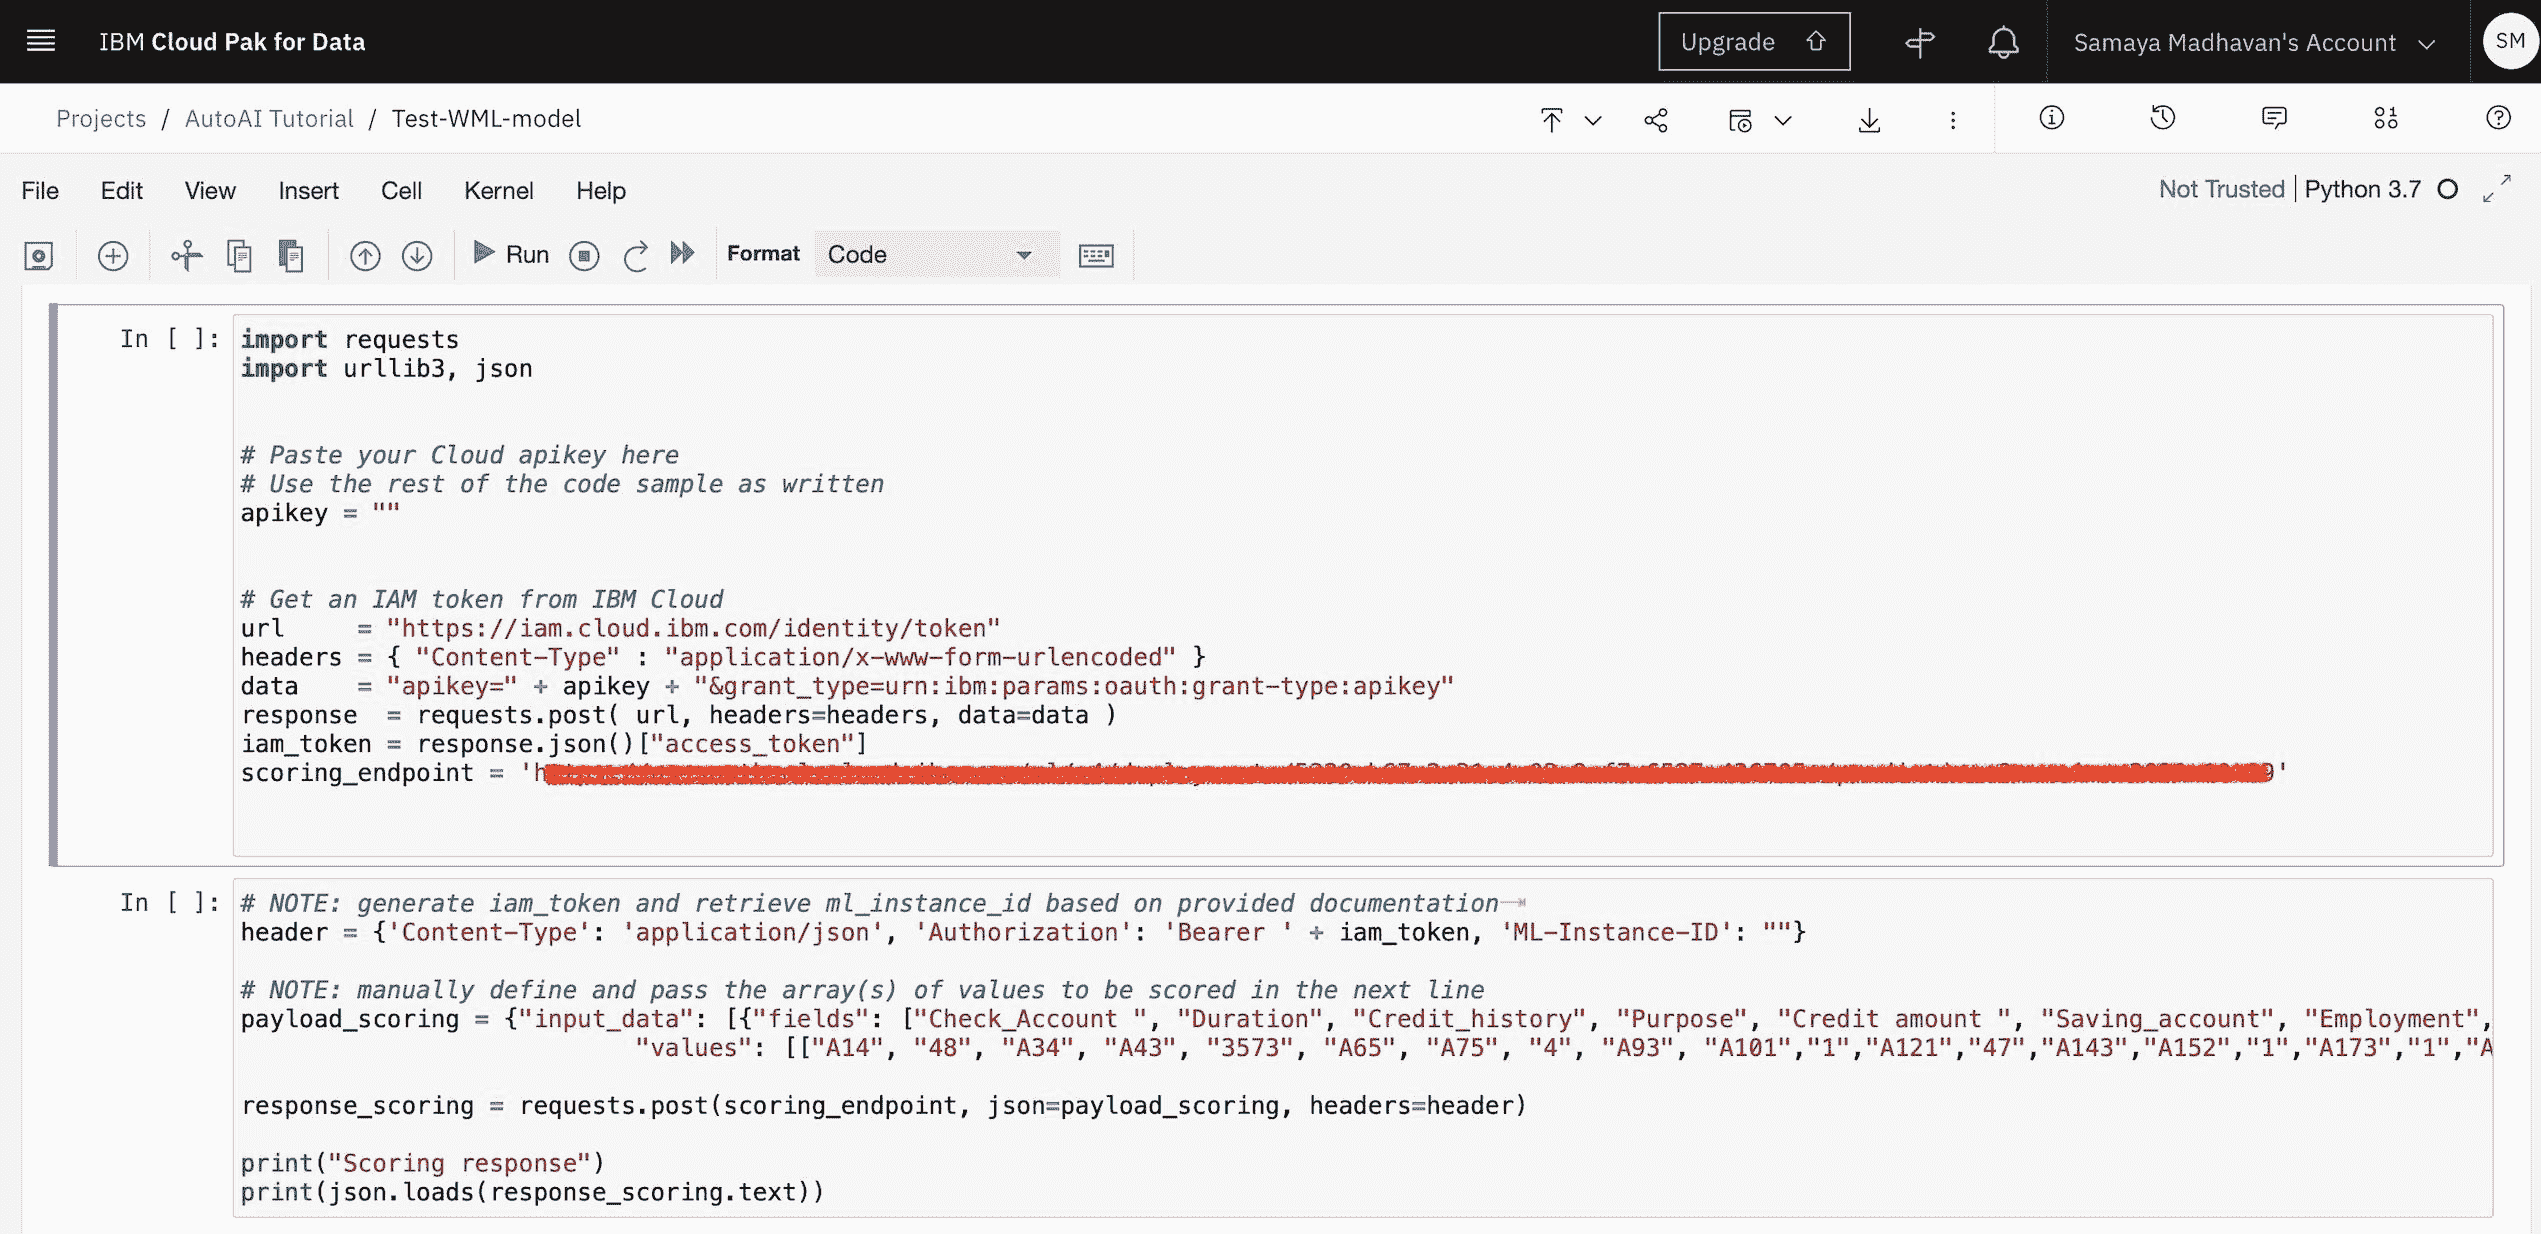 IBM Cloud Pak for Data
Upgrade
Samaya Madhavan's Account
SM
Projects / AutoAI Tutorial / Test-WML-model
File Edit View Insert Cell Kernel Help
Not Trusted | Python 3.7
Run
Format
Code
In [ ]:
import requests
import urllib3, json
# Paste your Cloud apikey here
# Use the rest of the code sample as written
apikey = ""
# Get an IAM token from IBM Cloud
url     = "https://iam.cloud.ibm.com/identity/token"
headers = { "Content-Type" : "application/x-www-form-urlencoded" }
data    = "apikey=" + apikey + "&grant_type=urn:ibm:params:oauth:grant-type:apikey"
response  = requests.post( url, headers=headers, data=data )
iam_token = response.json()["access_token"]
scoring_endpoint = '
In [ ]:
# NOTE: generate iam_token and retrieve ml_instance_id based on provided documentation
header = {'Content-Type': 'application/json', 'Authorization': 'Bearer ' + iam_token, 'ML-Instance-ID': ""}
# NOTE: manually define and pass the array(s) of values to be scored in the next line
payload_scoring = {"input_data": [{"fields": ["Check_Account ", "Duration", "Credit_history", "Purpose", "Credit amount ", "Saving_account", "Employment",
"values": [["A14", "48", "A34", "A43", "3573", "A65", "A75", "4", "A93", "A101","1","A121","47","A143","A152","1","A173","1","A
response_scoring = requests.post(scoring_endpoint, json=payload_scoring, headers=header)
print("Scoring response")
print(json.loads(response_scoring.text))